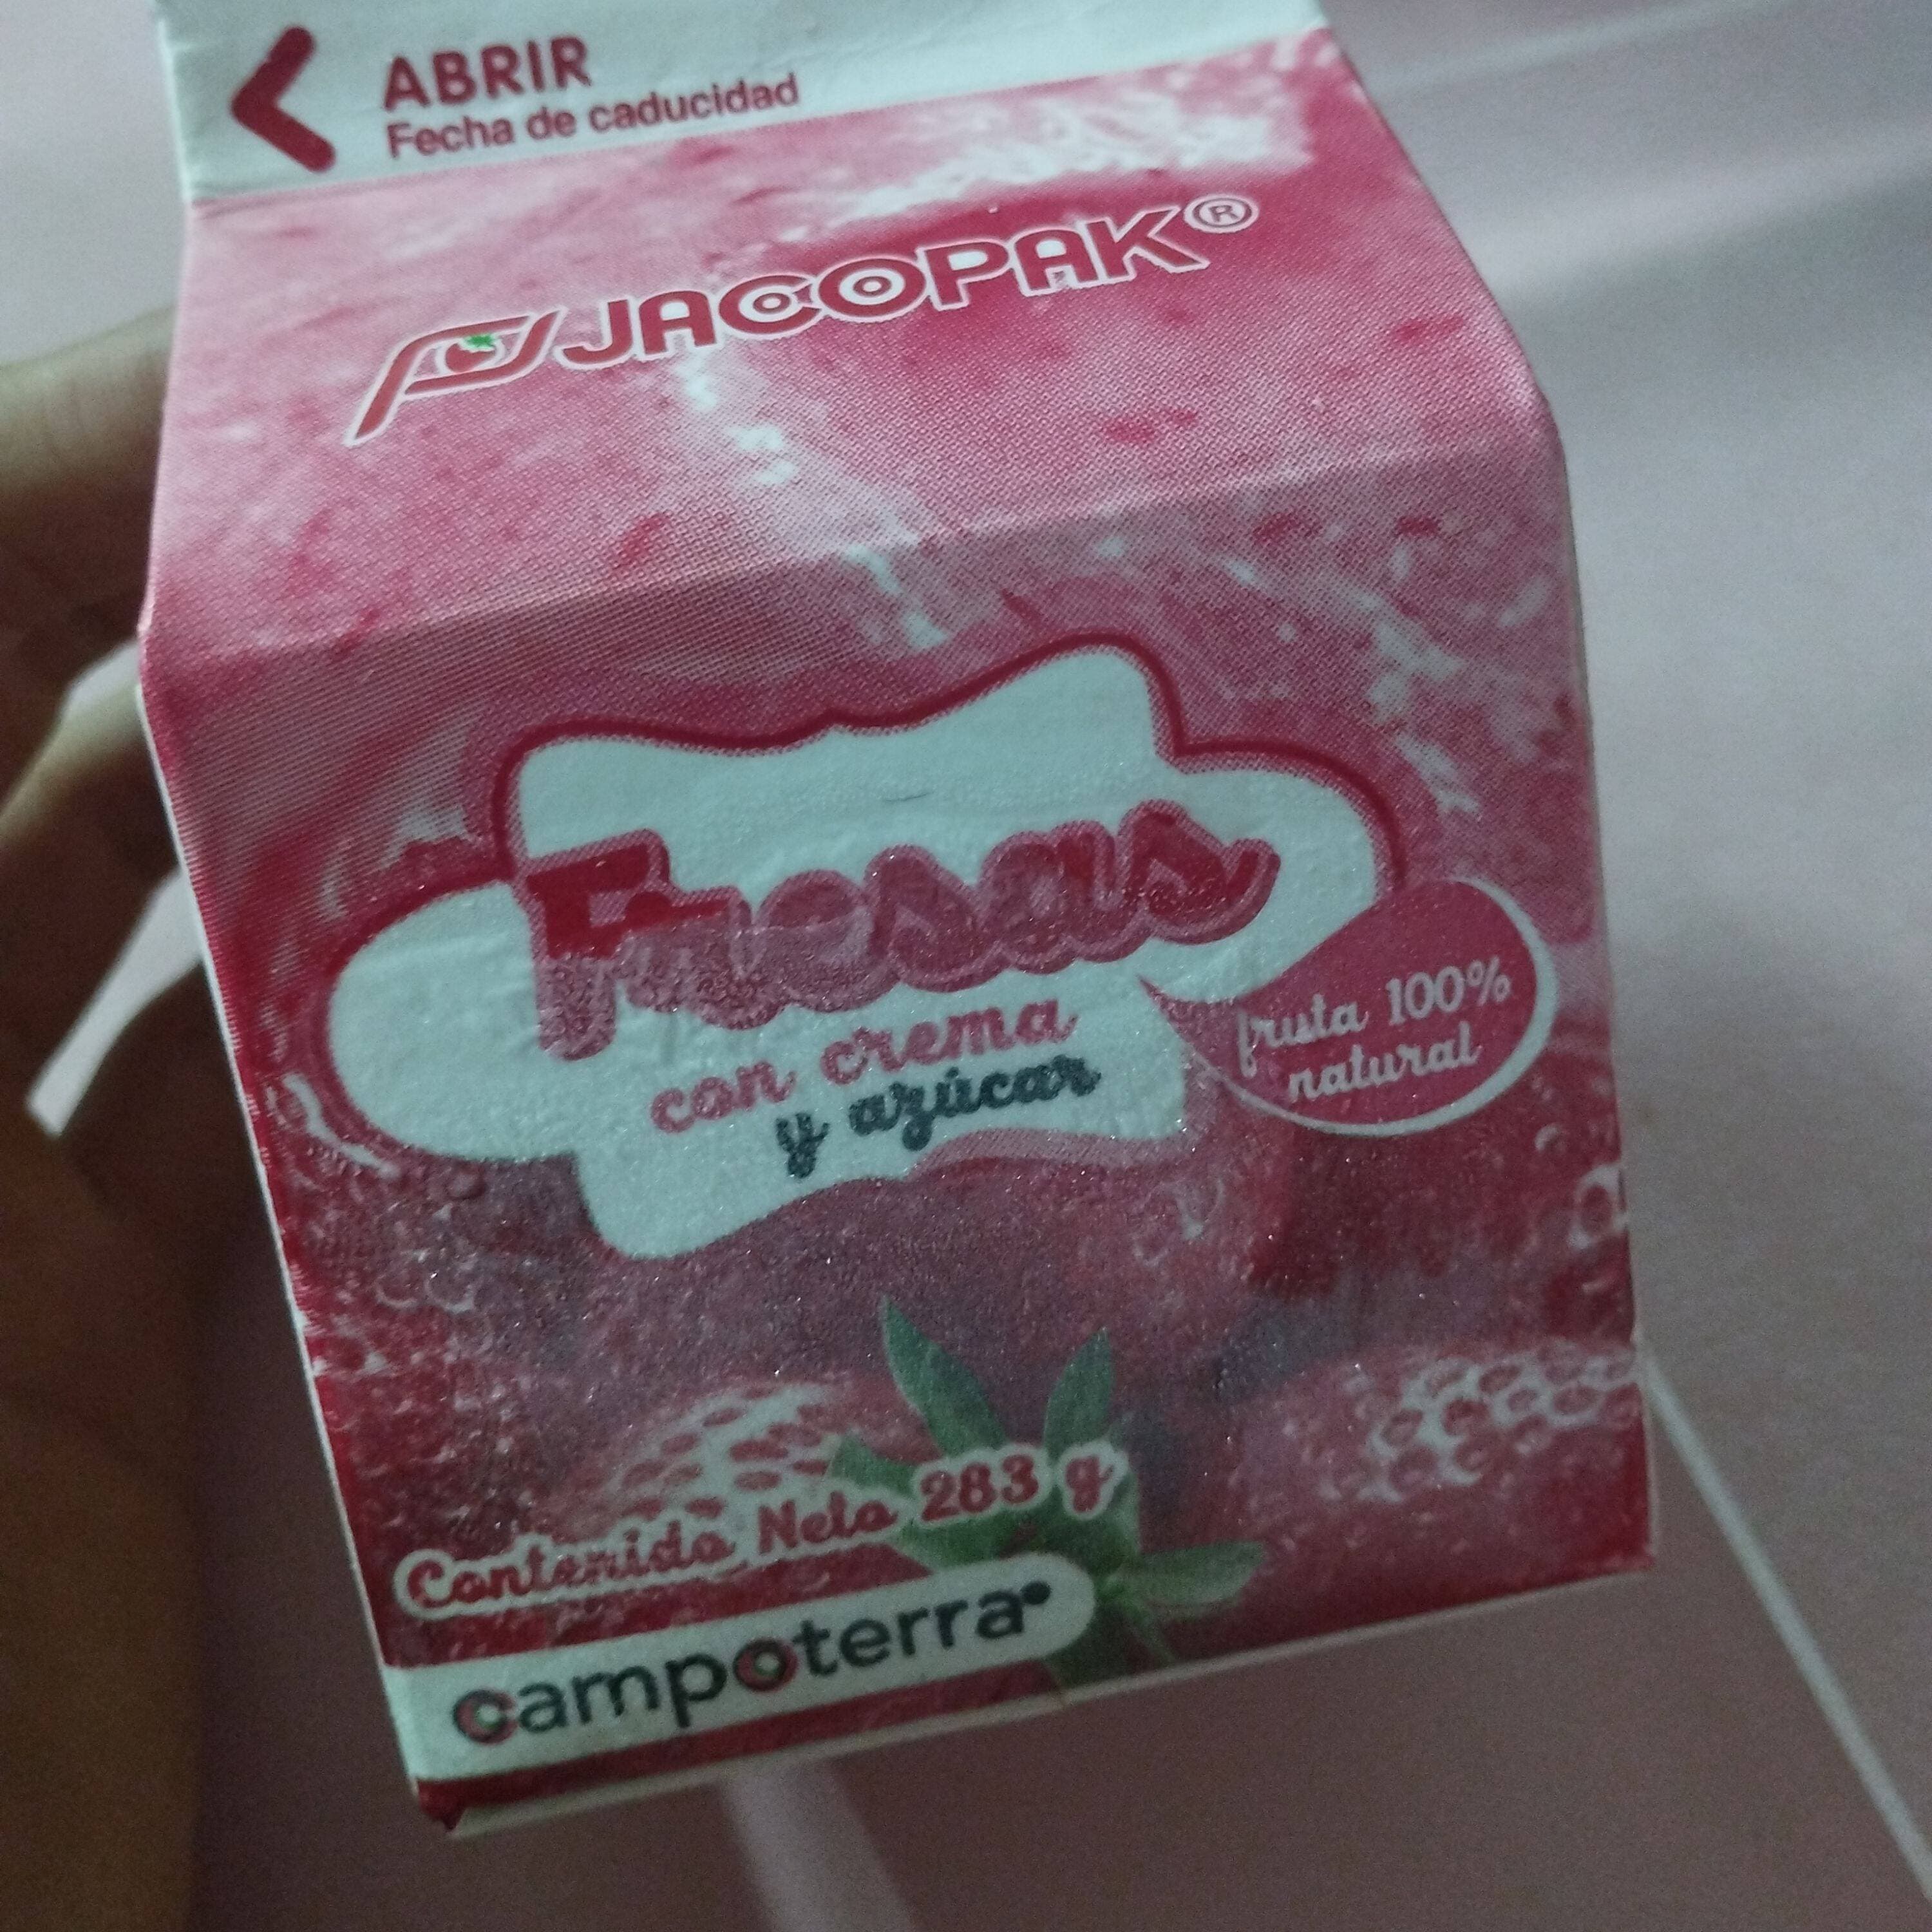 ABRIR
Fecha de caducidad
JACOPAK®
Fresas
con crema
y azúcar
fruta 100%
natural
Contenido Neto 283 g
campoterra